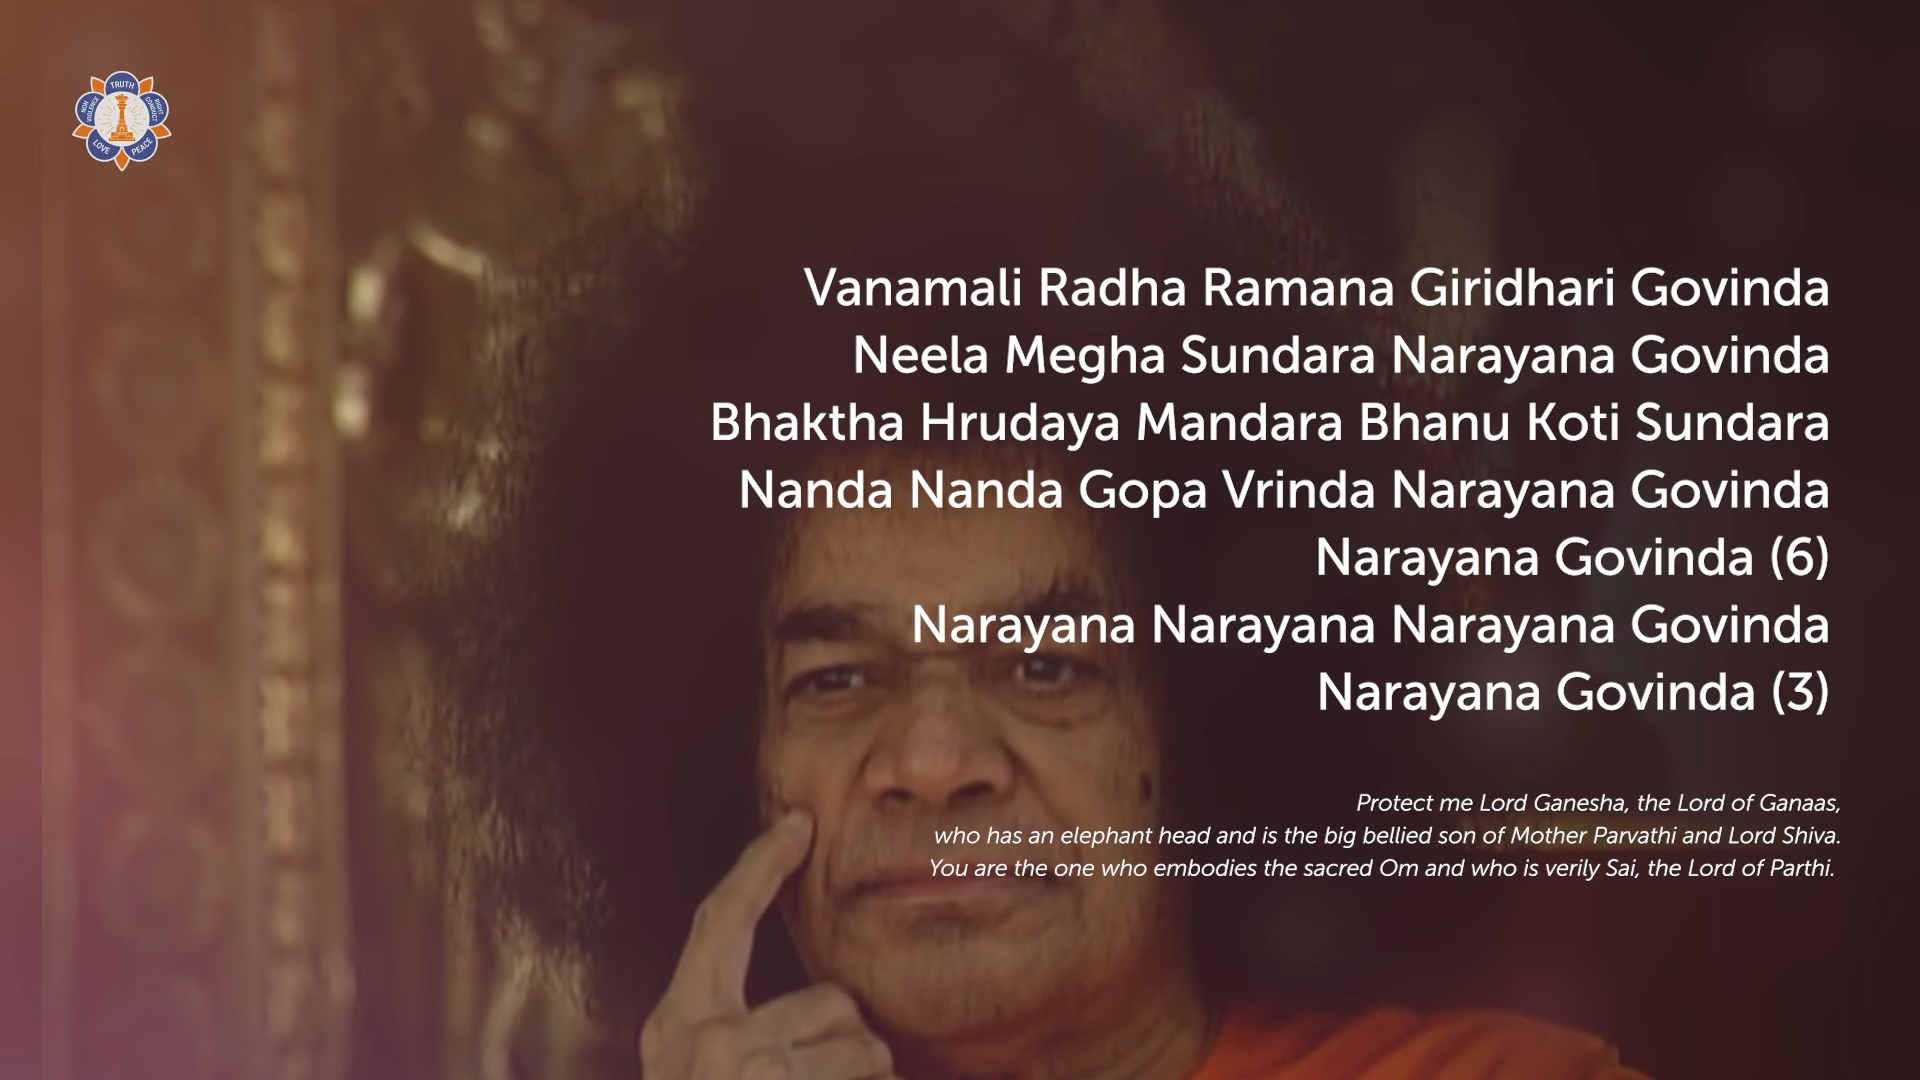 TRUTH
RIGHT CONDUCT
PEACE
LOVE
NON VIOLENCE
Vanamali Radha Ramana Giridhari Govinda
Neela Megha Sundara Narayana Govinda
Bhaktha Hrudaya Mandara Bhanu Koti Sundara
Nanda Nanda Gopa Vrinda Narayana Govinda
Narayana Govinda (6)
Narayana Narayana Narayana Govinda
Narayana Govinda (3)
Protect me Lord Ganesha, the Lord of Ganaas,
who has an elephant head and is the big bellied son of Mother Parvathi and Lord Shiva.
You are the one who embodies the sacred Om and who is verily Sai, the Lord of Parthi.